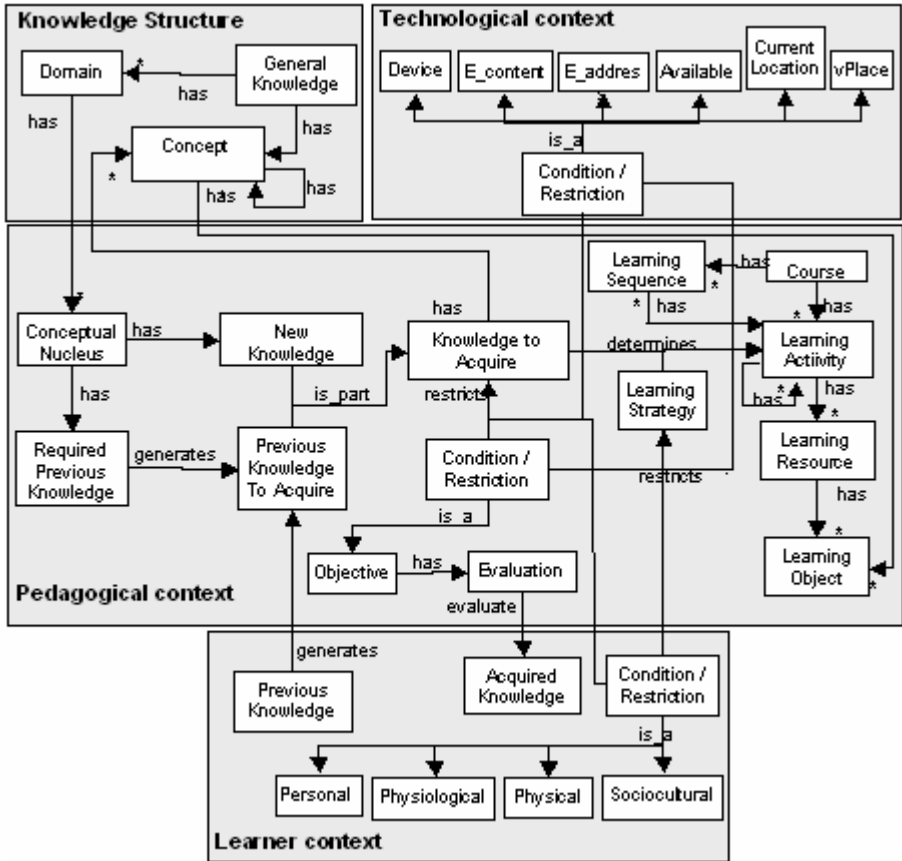 Knowledge Structure
Domain
*
has
General
Knowledge
has
has
Concept
*
has
has
Technological context
Device
E_content
E_addres
Available
Current
Location
vPlace
is_a
Condition /
Restriction
Learning
Sequence
*
has
*
Course
has
has
*
Conceptual
Nucleus
*
has
New
Knowledge
has
Knowledge to
Acquire
determines
Learning
Activity
has
*
has
*
is_part
restricts
Learning
Strategy
has
Required
Previous
Knowledge
generates
Previous
Knowledge
To Acquire
Condition /
Restriction
restricts
Learning
Resource
has
*
is_a
Objective
has
Evaluation
Learning
Object
*
evaluate
Pedagogical context
generates
Previous
Knowledge
Acquired
Knowledge
Condition /
Restriction
is_a
Personal
Physiological
Physical
Sociocultural
Learner context